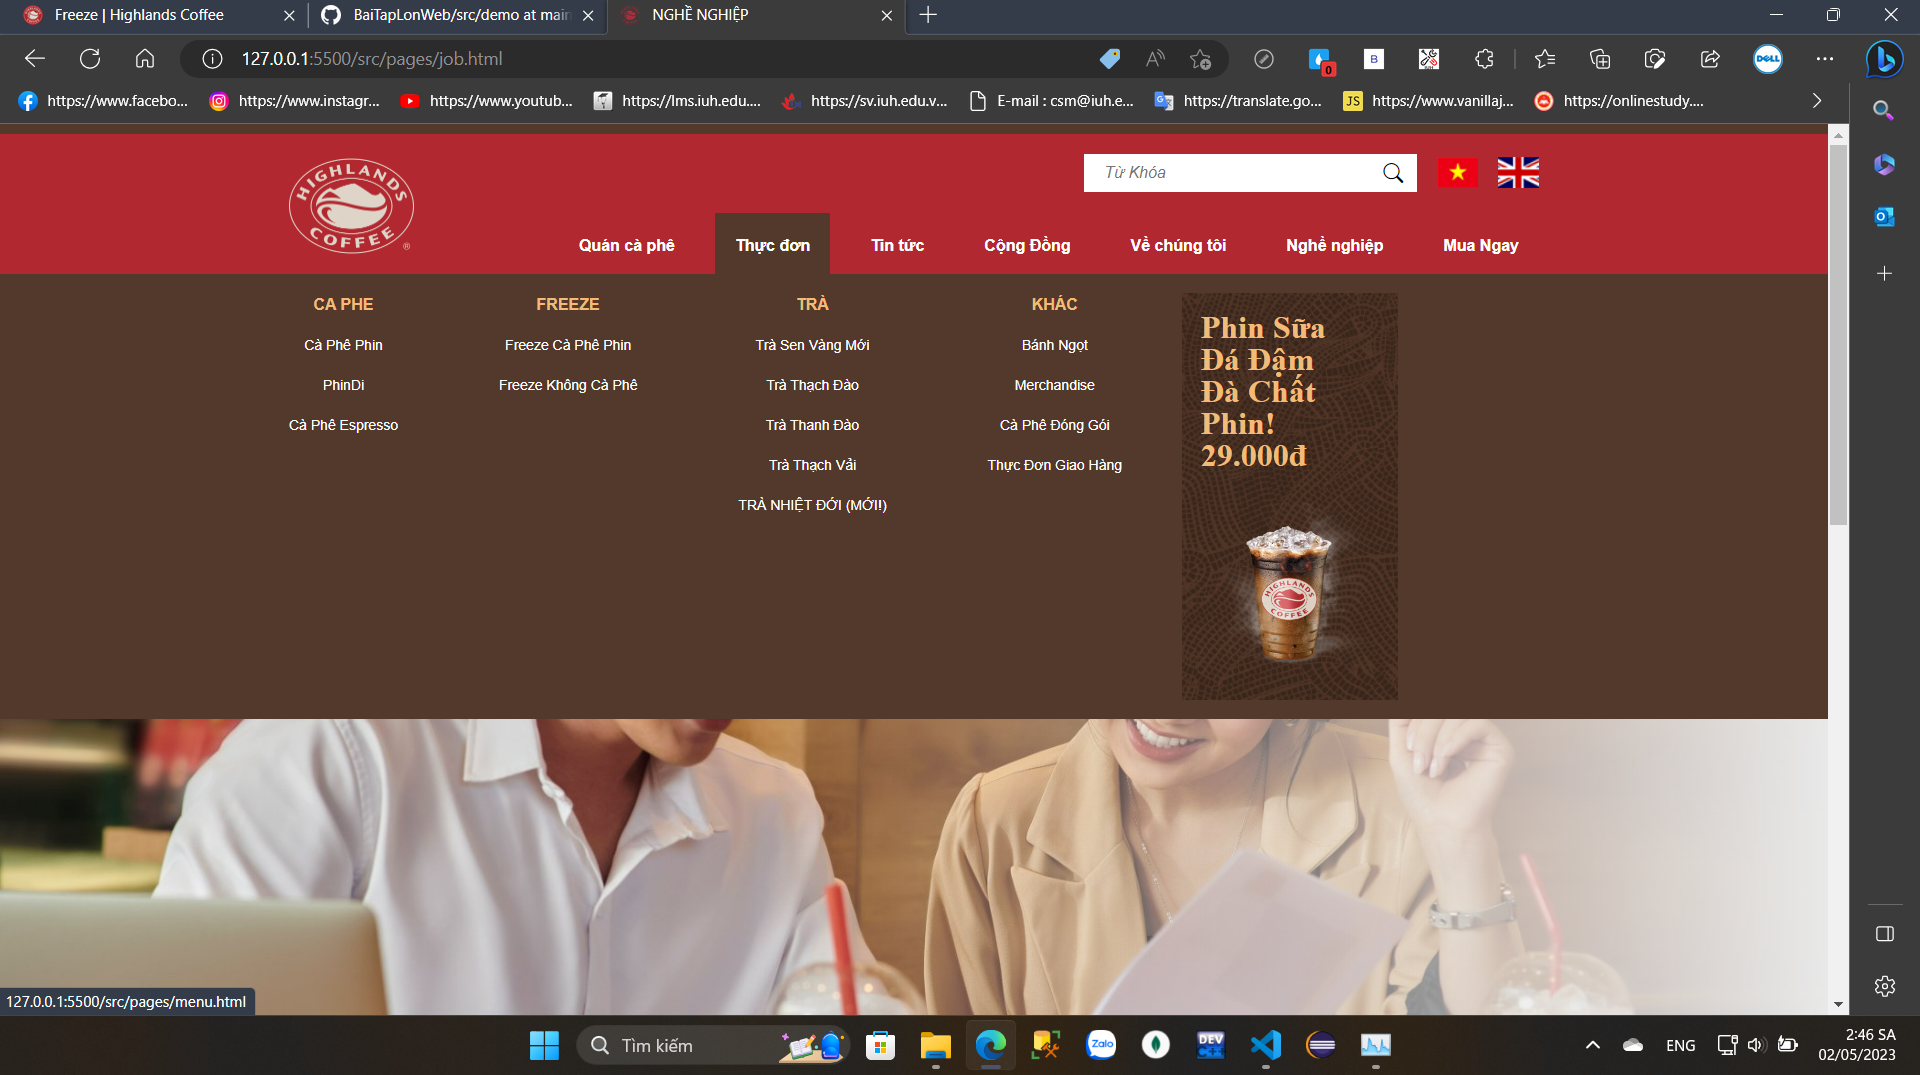 Freeze | Highlands Coffee
BaiTapLonWeb/src/demo at main
NGHỀ NGHIỆP
127.0.0.1:5500/src/pages/job.html
0
B
DELL
https://www.facebo...
https://www.instagr...
https://www.youtub...
https://lms.iuh.edu....
https://sv.iuh.edu.v...
E-mail : csm@iuh.e...
https://translate.go...
JS
https://www.vanillaj...
https://onlinestudy....
HIGHLANDS
COFFEE
®
Từ Khóa
Quán cà phê
Thực đơn
Tin tức
Cộng Đồng
Về chúng tôi
Nghề nghiệp
Mua Ngay
CA PHE
Cà Phê Phin
PhinDi
Cà Phê Espresso
FREEZE
Freeze Cà Phê Phin
Freeze Không Cà Phê
TRÀ
Trà Sen Vàng Mới
Trà Thạch Đào
Trà Thanh Đào
Trà Thạch Vải
TRÀ NHIỆT ĐỚI (MỚI!)
KHÁC
Bánh Ngọt
Merchandise
Cà Phê Đóng Gói
Thực Đơn Giao Hàng
Phin Sữa
Đá Đậm
Đà Chất
Phin!
29.000đ
HIGHLANDS
COFFEE
127.0.0.1:5500/src/pages/menu.html
Tìm kiếm
Zalo
DEV
C++
ENG
2:46 SA
02/05/2023